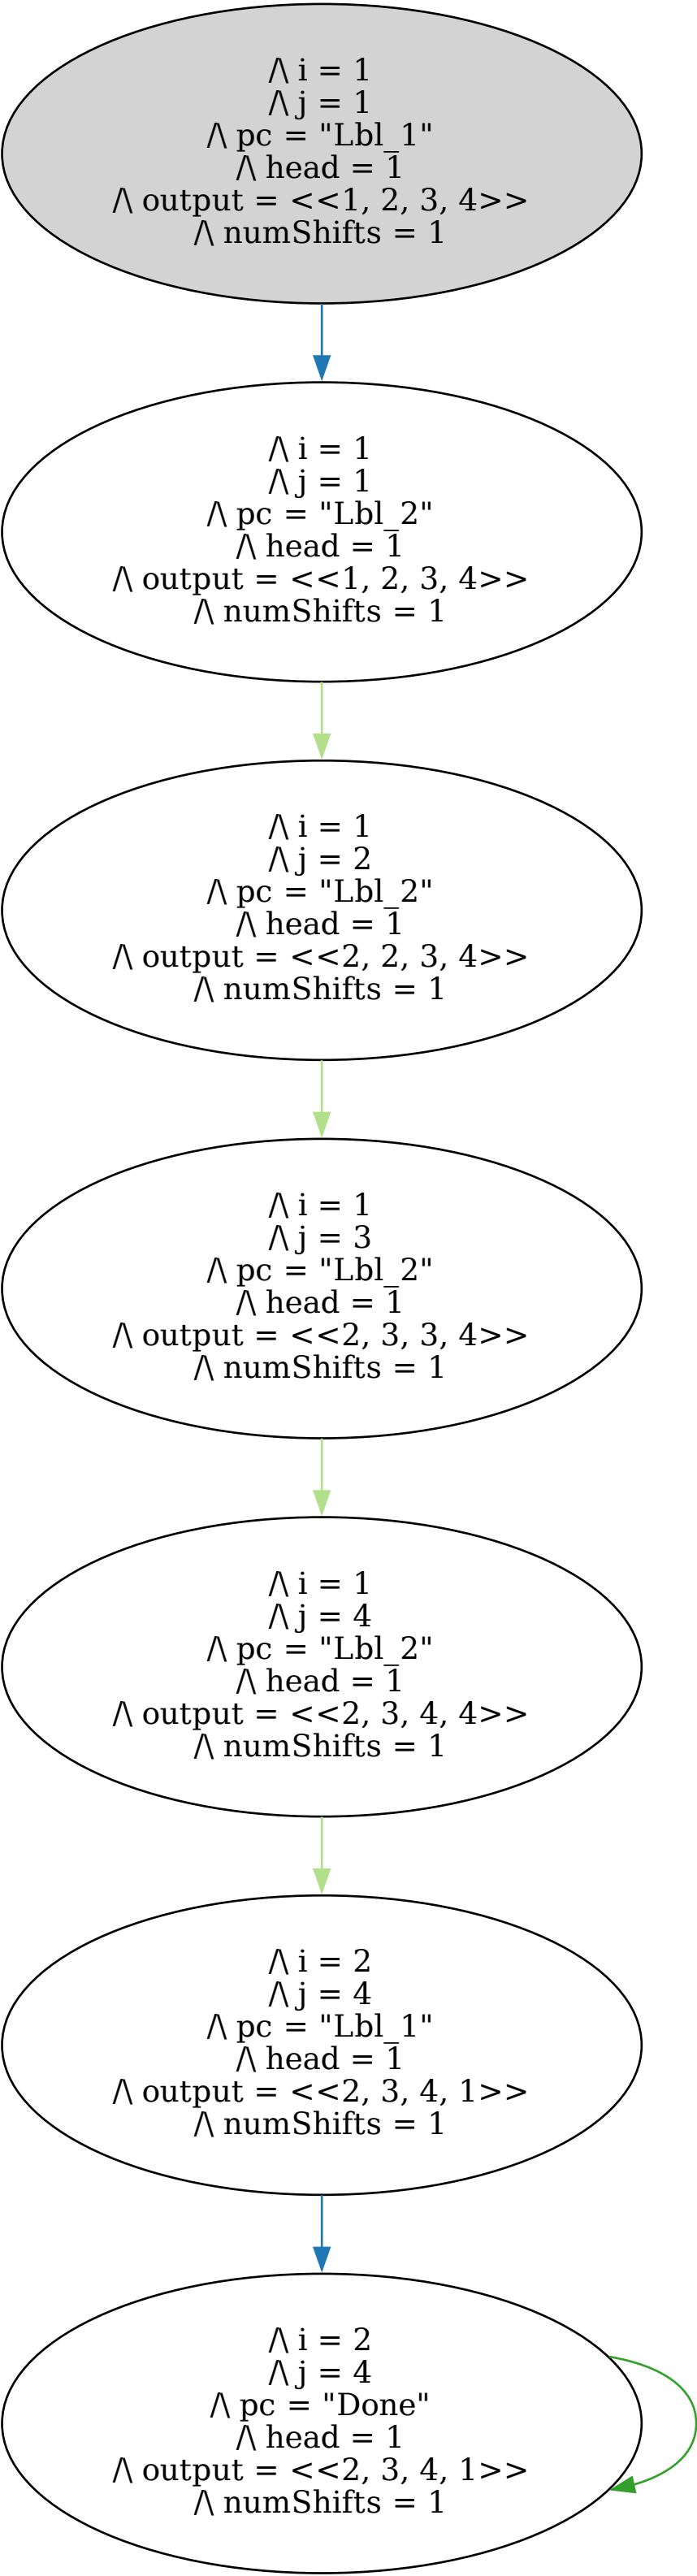 /\ i = 1
/\ j = 1
/\ pc = "Lbl_1"
/\ head = 1
/\ output = <<1, 2, 3, 4>>
/\ numShifts = 1
/\ i = 1
/\ j = 1
/\ pc = "Lbl_2"
/\ head = 1
/\ output = <<1, 2, 3, 4>>
/\ numShifts = 1
/\ i = 1
/\ j = 2
/\ pc = "Lbl_2"
/\ head = 1
/\ output = <<2, 2, 3, 4>>
/\ numShifts = 1
/\ i = 1
/\ j = 3
/\ pc = "Lbl_2"
/\ head = 1
/\ output = <<2, 3, 3, 4>>
/\ numShifts = 1
/\ i = 1
/\ j = 4
/\ pc = "Lbl_2"
/\ head = 1
/\ output = <<2, 3, 4, 4>>
/\ numShifts = 1
/\ i = 2
/\ j = 4
/\ pc = "Lbl_1"
/\ head = 1
/\ output = <<2, 3, 4, 1>>
/\ numShifts = 1
/\ i = 2
/\ j = 4
/\ pc = "Done"
/\ head = 1
/\ output = <<2, 3, 4, 1>>
/\ numShifts = 1